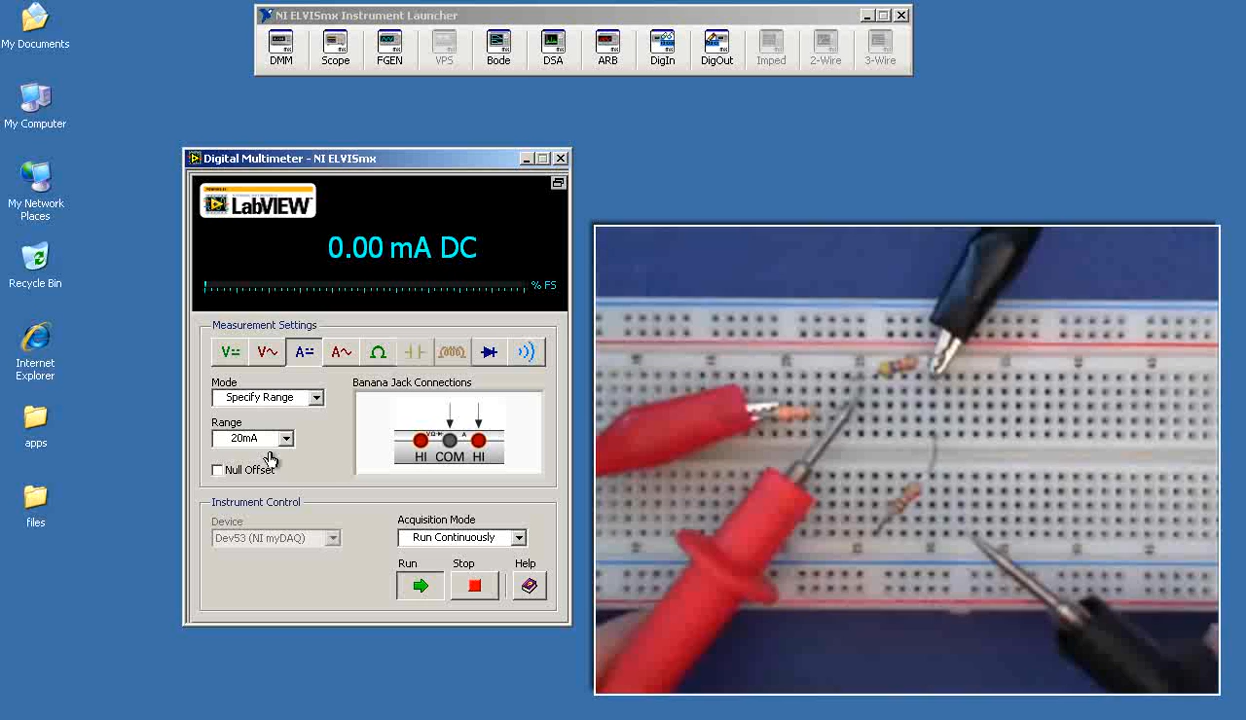 NI ELVISmx Instrument Launcher
DMM Scope FGEN VPS Bode DSA ARB DigIn DigOut Imped 2-Wire 3-Wire
My Documents
My Computer
My Network
Places
Recycle Bin
Internet
Explorer
apps
files
Digital Multimeter - NI ELVISmx
LabVIEW
0.00 mA DC
% FS
Measurement Settings
V= V~ A= A~ Ω
Mode
Specify Range
Banana Jack Connections
Range
20mA
HI COM HI
Null Offset
Instrument Control
Device
Dev53 (NI myDAQ)
Acquisition Mode
Run Continuously
Run Stop Help